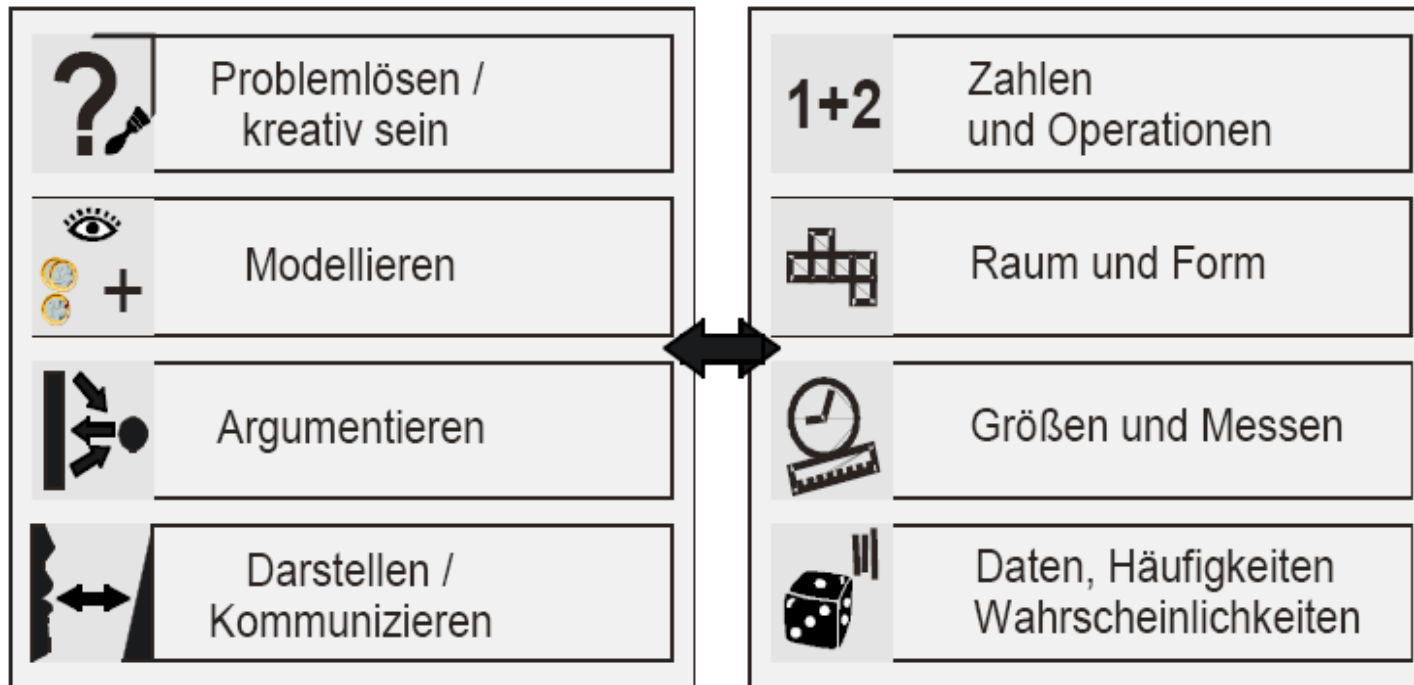 Problemlösen /
kreativ sein
Modellieren
Argumentieren
Darstellen /
Kommunizieren
1+2
Zahlen
und Operationen
Raum und Form
Größen und Messen
Daten, Häufigkeiten
Wahrscheinlichkeiten